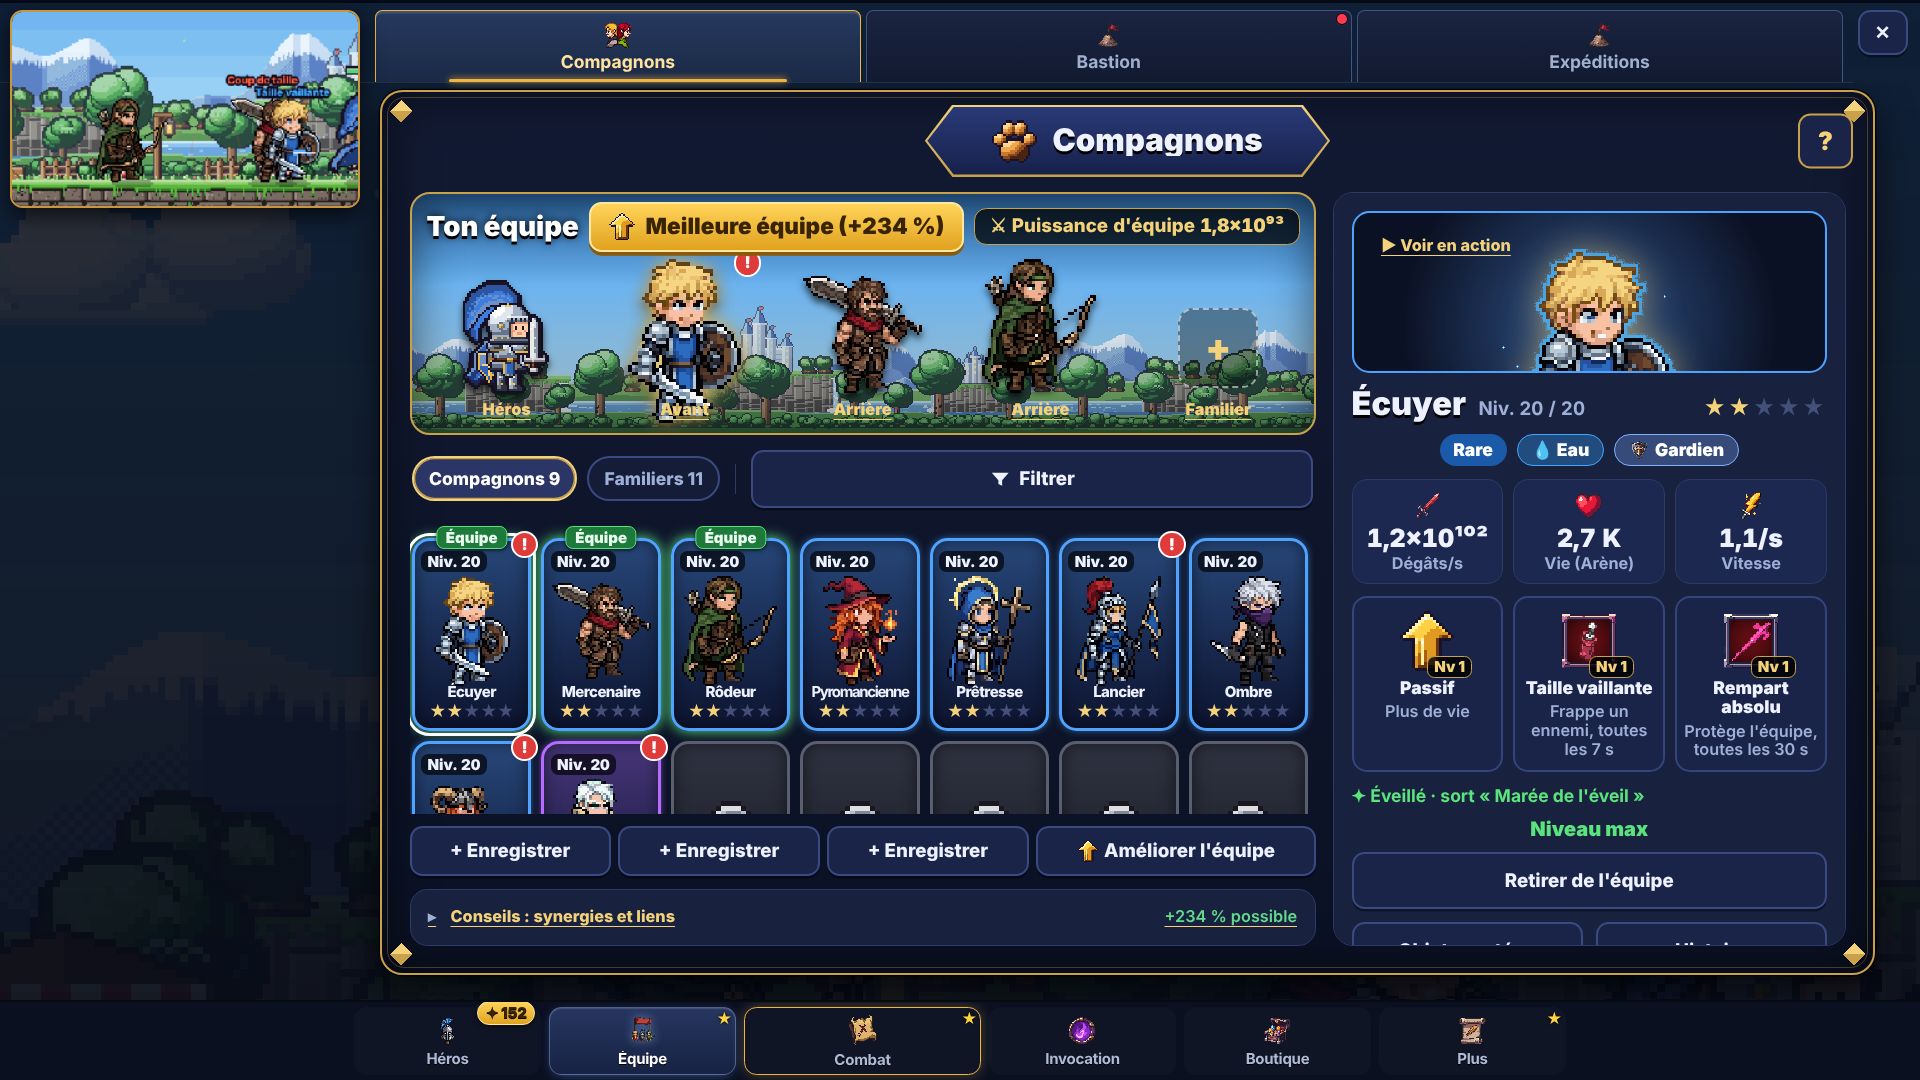 Coup de taille
Taille vaillante
Compagnons
Bastion
Expéditions
×
Compagnons
?
Ton équipe
Meilleure équipe (+234 %)
Puissance d'équipe 1,8×10⁹³
!
Héros
Avant
Arrière
Arrière
+
Familier
Compagnons 9
Familiers 11
Filtrer
Équipe
!
Niv. 20
Écuyer
Équipe
Niv. 20
Mercenaire
Équipe
Niv. 20
Rôdeur
Niv. 20
Pyromancienne
Niv. 20
Prêtresse
!
Niv. 20
Lancier
Niv. 20
Ombre
!
Niv. 20
!
Niv. 20
+ Enregistrer
+ Enregistrer
+ Enregistrer
Améliorer l'équipe
▸ Conseils : synergies et liens
+234 % possible
▶ Voir en action
Écuyer Niv. 20 / 20
Rare
Eau
Gardien
1,2×10¹⁰²
Dégâts/s
2,7 K
Vie (Arène)
1,1/s
Vitesse
Nv 1
Passif
Plus de vie
Nv 1
Taille vaillante
Frappe un
ennemi, toutes
les 7 s
Nv 1
Rempart
absolu
Protège l'équipe,
toutes les 30 s
✦ Éveillé · sort « Marée de l'éveil »
Niveau max
Retirer de l'équipe
✦152
Héros
Équipe
Combat
Invocation
Boutique
Plus